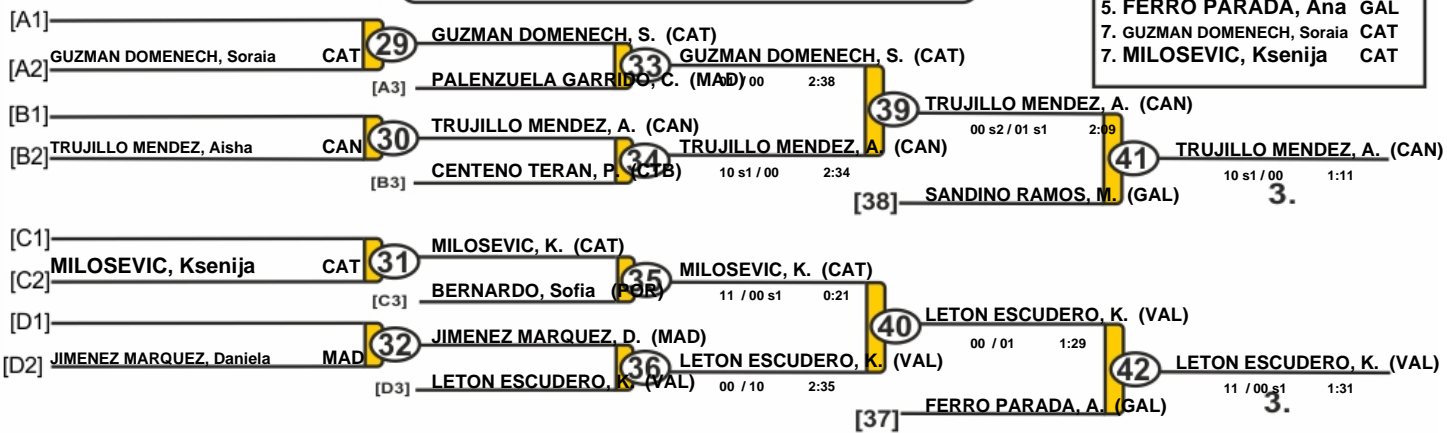 5. FERRO PARADA, Ana GAL
7. GUZMAN DOMENECH, Soraia CAT
7. MILOSEVIC, Ksenija CAT
[A1]
[A2] GUZMAN DOMENECH, Soraia CAT
29
GUZMAN DOMENECH, S. (CAT)
[A3] PALENZUELA GARRIDO, C. (MAD)
33
GUZMAN DOMENECH, S. (CAT)
/ 00 2:38
[B1]
[B2] TRUJILLO MENDEZ, Aisha CAN
30
TRUJILLO MENDEZ, A. (CAN)
[B3] CENTENO TERAN, P. (CTB)
34
TRUJILLO MENDEZ, A. (CAN)
10 s1 / 00 2:34
39
TRUJILLO MENDEZ, A. (CAN)
00 s2 / 01 s1 2:09
[38] SANDINO RAMOS, M. (GAL)
41
TRUJILLO MENDEZ, A. (CAN)
10 s1 / 00 1:11
3.
[C1]
[C2] MILOSEVIC, Ksenija CAT
31
MILOSEVIC, K. (CAT)
[C3] BERNARDO, Sofia (POR)
35
MILOSEVIC, K. (CAT)
11 / 00 s1 0:21
[D1]
[D2] JIMENEZ MARQUEZ, Daniela MAD
32
JIMENEZ MARQUEZ, D. (MAD)
[D3] LETON ESCUDERO, K. (VAL)
36
LETON ESCUDERO, K. (VAL)
00 / 10 2:35
40
LETON ESCUDERO, K. (VAL)
00 / 01 1:29
[37] FERRO PARADA, A. (GAL)
42
LETON ESCUDERO, K. (VAL)
11 / 00 s1 1:31
3.